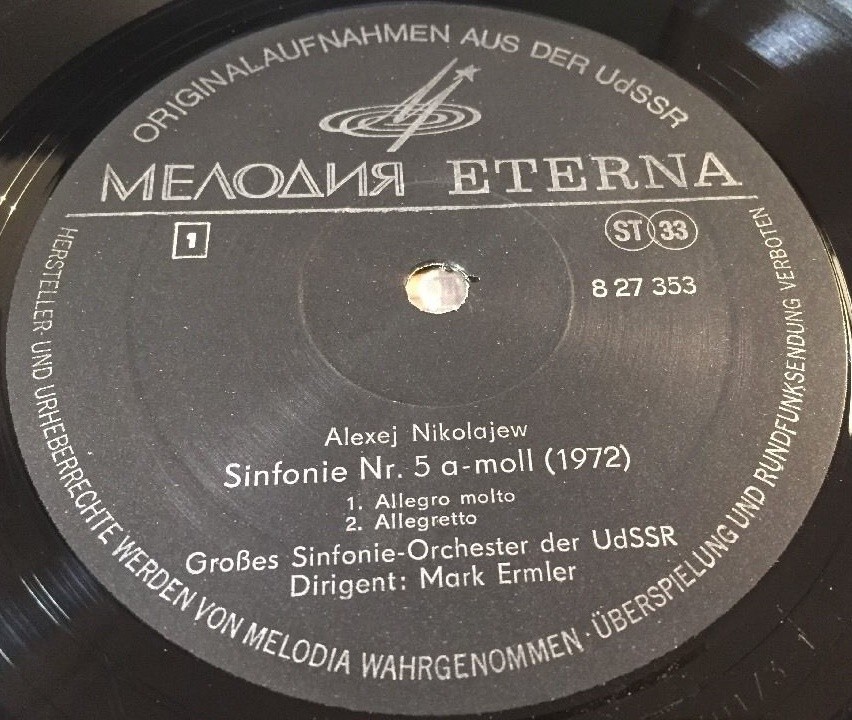 ORIGINALAUFNAHMEN AUS DER UdSSR
МЕЛОДИЯ ETERNA
1
ST 33
8 27 353
Alexej Nikolajew
Sinfonie Nr. 5 a-moll (1972)
1. Allegro molto
2. Allegretto
Großes Sinfonie-Orchester der UdSSR
Dirigent: Mark Ermler
HERSTELLER- UND URHEBERRECHTE WERDEN VON MELODIA WAHRGENOMMEN · ÜBERSPIELUNG UND RUNDFUNKSENDUNG VERBOTEN